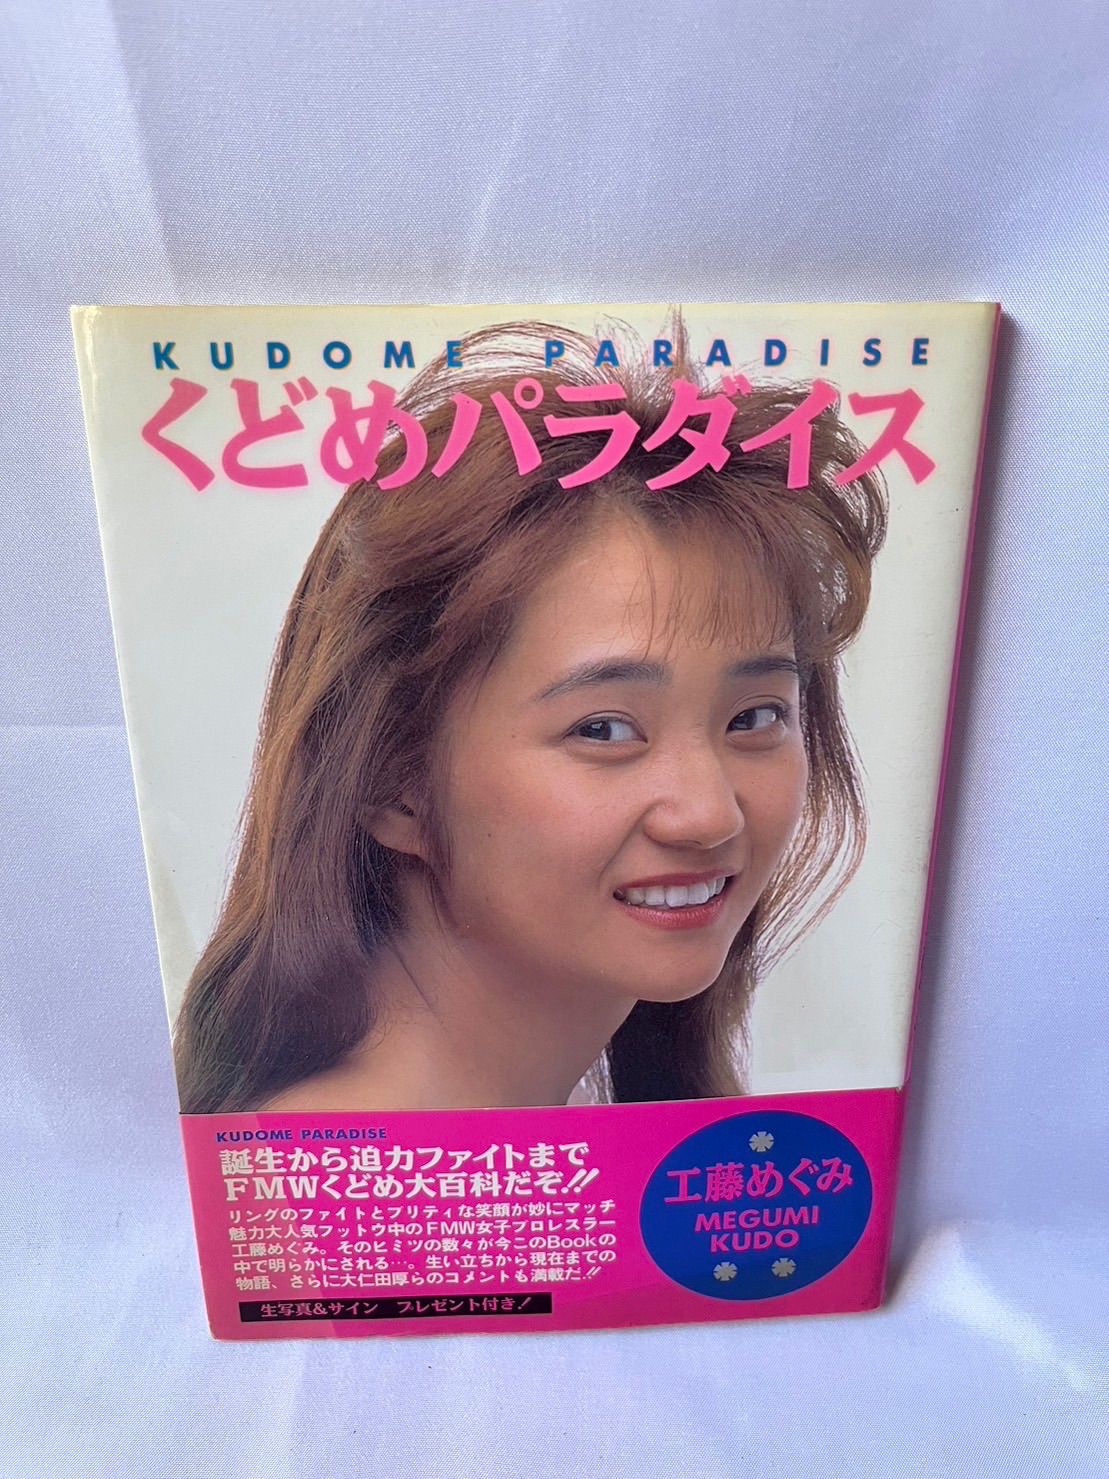 KUDOME PARADISE
くどめパラダイス
KUDOME PARADISE
誕生から迫力ファイトまで
FMWくどめ大百科だぞ!!
リングのファイトとプリティな笑顔が妙にマッチ
魅力大人気フットウ中のFMW女子プロレスラー
工藤めぐみ。そのヒミツの数々が今このBookの
中で明らかにされる…。生い立ちから現在までの
物語、さらに大仁田厚らのコメントも満載だ!!
生写真&サイン プレゼント付き!
工藤めぐみ
MEGUMI
KUDO